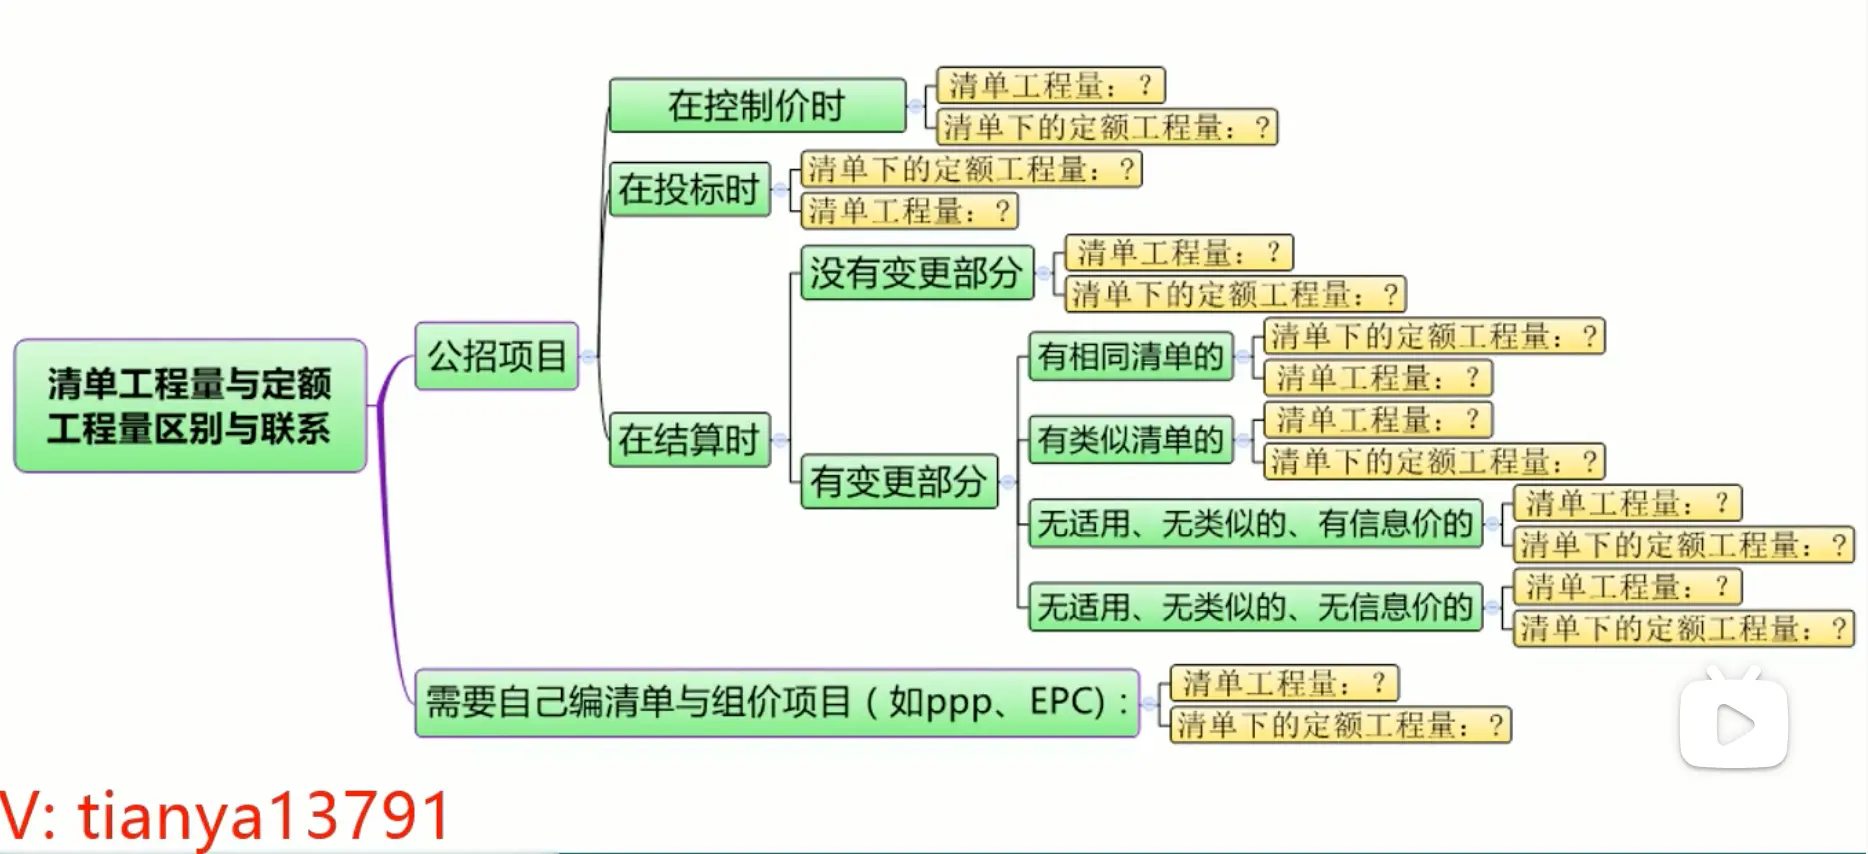 清单工程量与定额
工程量区别与联系
公招项目
在控制价时
清单工程量：?
清单下的定额工程量：?
在投标时
清单下的定额工程量：?
清单工程量：?
在结算时
没有变更部分
清单工程量：?
清单下的定额工程量：?
有变更部分
有相同清单的
清单下的定额工程量：?
清单工程量：?
有类似清单的
清单工程量：?
清单下的定额工程量：?
无适用、无类似的、有信息价的
清单工程量：?
清单下的定额工程量：?
无适用、无类似的、无信息价的
清单工程量：?
清单下的定额工程量：?
需要自己编清单与组价项目（如ppp、EPC)：
清单工程量：?
清单下的定额工程量：?
V: tianya13791